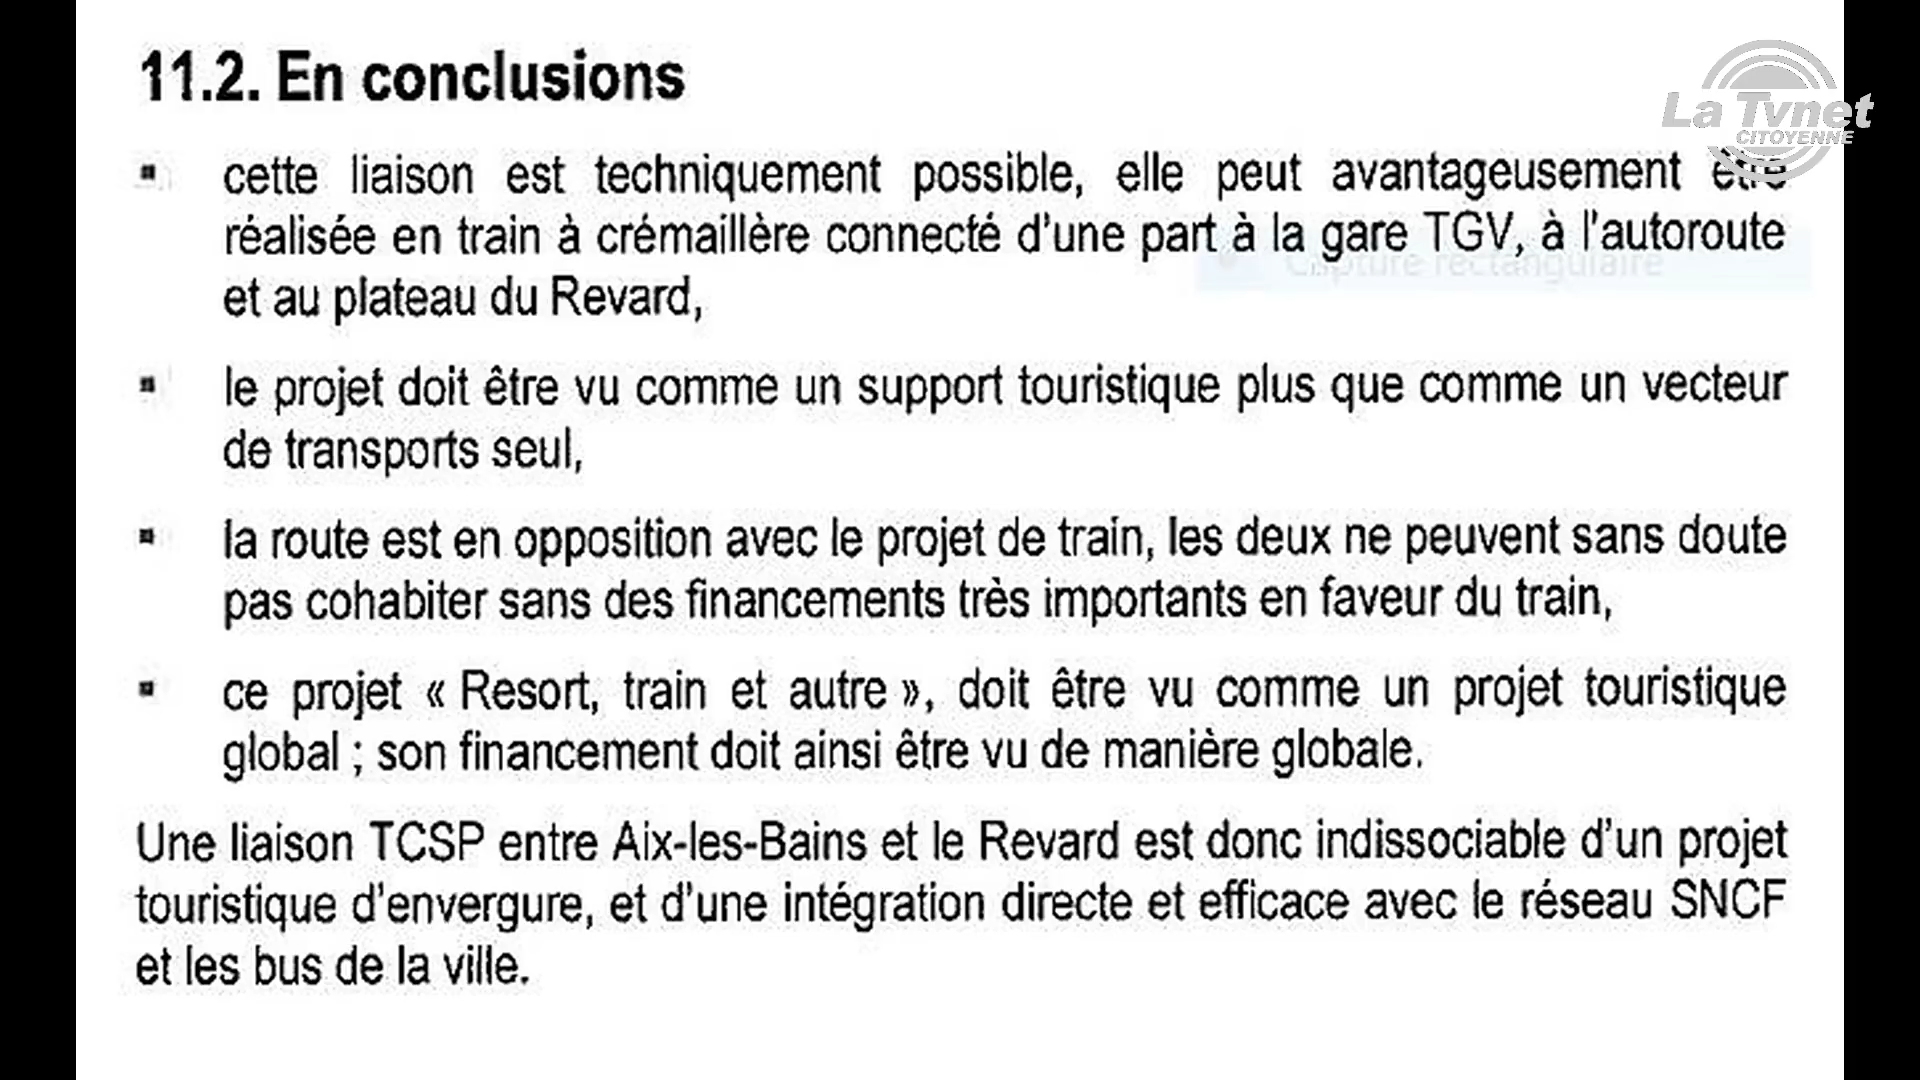 11.2. En conclusions
La Tvnet
CITOYENNE
▪ cette liaison est techniquement possible, elle peut avantageusement être
réalisée en train à crémaillère connecté d'une part à la gare TGV, à l'autoroute
Capture rectangulaire
et au plateau du Revard,
▪ le projet doit être vu comme un support touristique plus que comme un vecteur
de transports seul,
▪ la route est en opposition avec le projet de train, les deux ne peuvent sans doute
pas cohabiter sans des financements très importants en faveur du train,
▪ ce projet « Resort, train et autre », doit être vu comme un projet touristique
global ; son financement doit ainsi être vu de manière globale.
Une liaison TCSP entre Aix-les-Bains et le Revard est donc indissociable d'un projet
touristique d'envergure, et d'une intégration directe et efficace avec le réseau SNCF
et les bus de la ville.